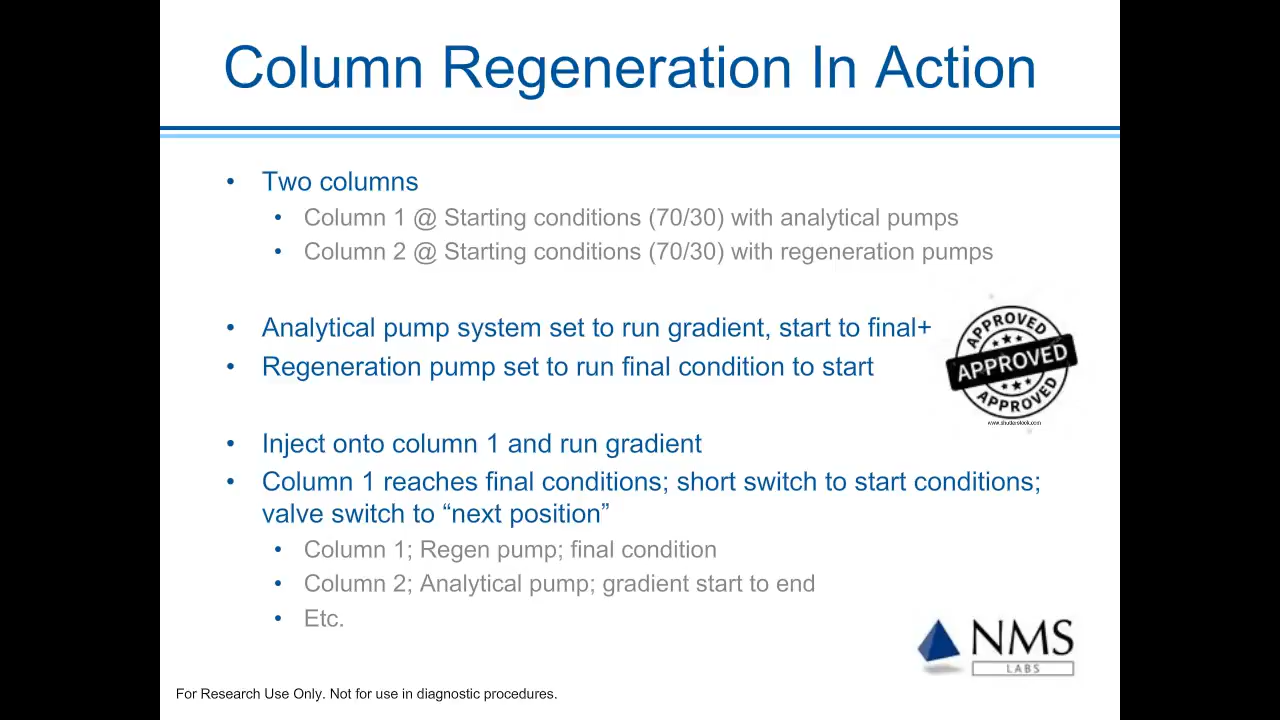 Column Regeneration In Action
• Two columns
• Column 1 @ Starting conditions (70/30) with analytical pumps
• Column 2 @ Starting conditions (70/30) with regeneration pumps
• Analytical pump system set to run gradient, start to final+
• Regeneration pump set to run final condition to start
APPROVED
APPROVED
APPROVED
www.shutterstock.com
• Inject onto column 1 and run gradient
• Column 1 reaches final conditions; short switch to start conditions;
valve switch to “next position”
• Column 1; Regen pump; final condition
• Column 2; Analytical pump; gradient start to end
• Etc.
NMS
LABS
For Research Use Only. Not for use in diagnostic procedures.